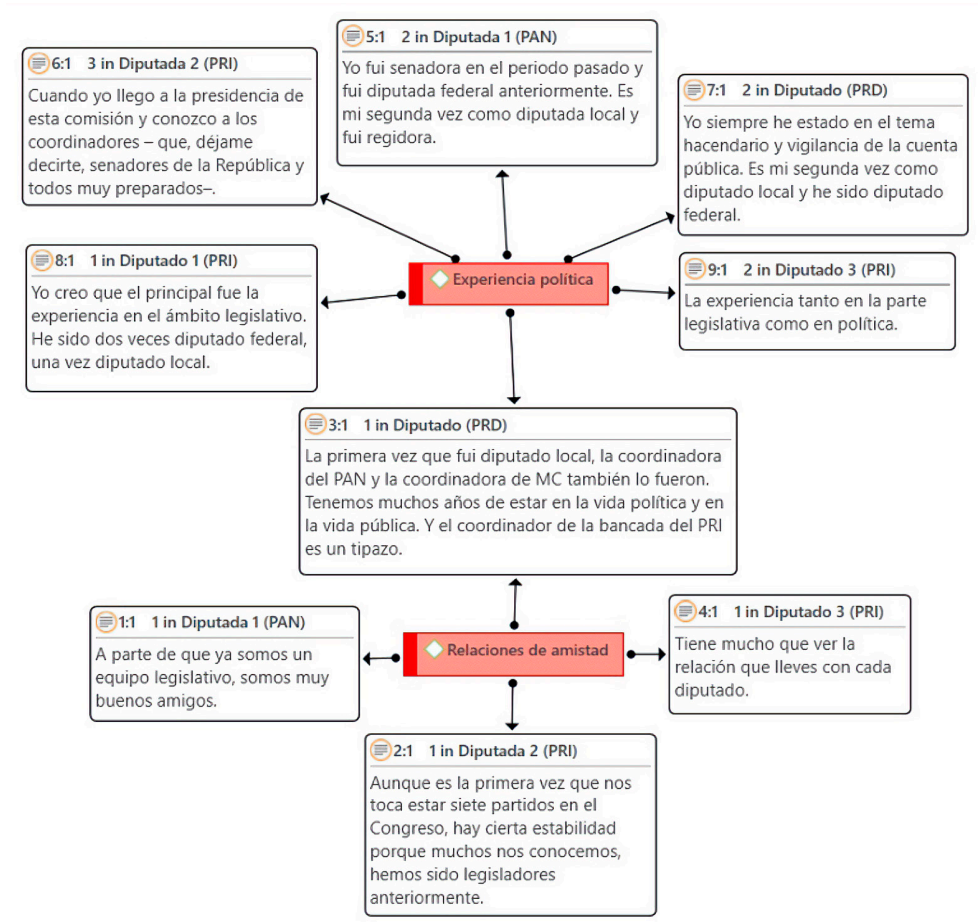 5:1 2 in Diputada 1 (PAN)
Yo fui senadora en el periodo pasado y
fui diputada federal anteriormente. Es
mi segunda vez como diputada local y
fui regidora.
6:1 3 in Diputada 2 (PRI)
Cuando yo llego a la presidencia de
esta comisión y conozco a los
coordinadores – que, déjame
decirte, senadores de la República y
todos muy preparados–.
7:1 2 in Diputado (PRD)
Yo siempre he estado en el tema
hacendario y vigilancia de la cuenta
pública. Es mi segunda vez como
diputado local y he sido diputado
federal.
8:1 1 in Diputado 1 (PRI)
Yo creo que el principal fue la
experiencia en el ámbito legislativo.
He sido dos veces diputado federal,
una vez diputado local.
Experiencia política
9:1 2 in Diputado 3 (PRI)
La experiencia tanto en la parte
legislativa como en política.
3:1 1 in Diputado (PRD)
La primera vez que fui diputado local, la coordinadora
del PAN y la coordinadora de MC también lo fueron.
Tenemos muchos años de estar en la vida política y en
la vida pública. Y el coordinador de la bancada del PRI
es un tipazo.
1:1 1 in Diputada 1 (PAN)
A parte de que ya somos un
equipo legislativo, somos muy
buenos amigos.
Relaciones de amistad
4:1 1 in Diputado 3 (PRI)
Tiene mucho que ver la
relación que lleves con cada
diputado.
2:1 1 in Diputada 2 (PRI)
Aunque es la primera vez que nos
toca estar siete partidos en el
Congreso, hay cierta estabilidad
porque muchos nos conocemos,
hemos sido legisladores
anteriormente.